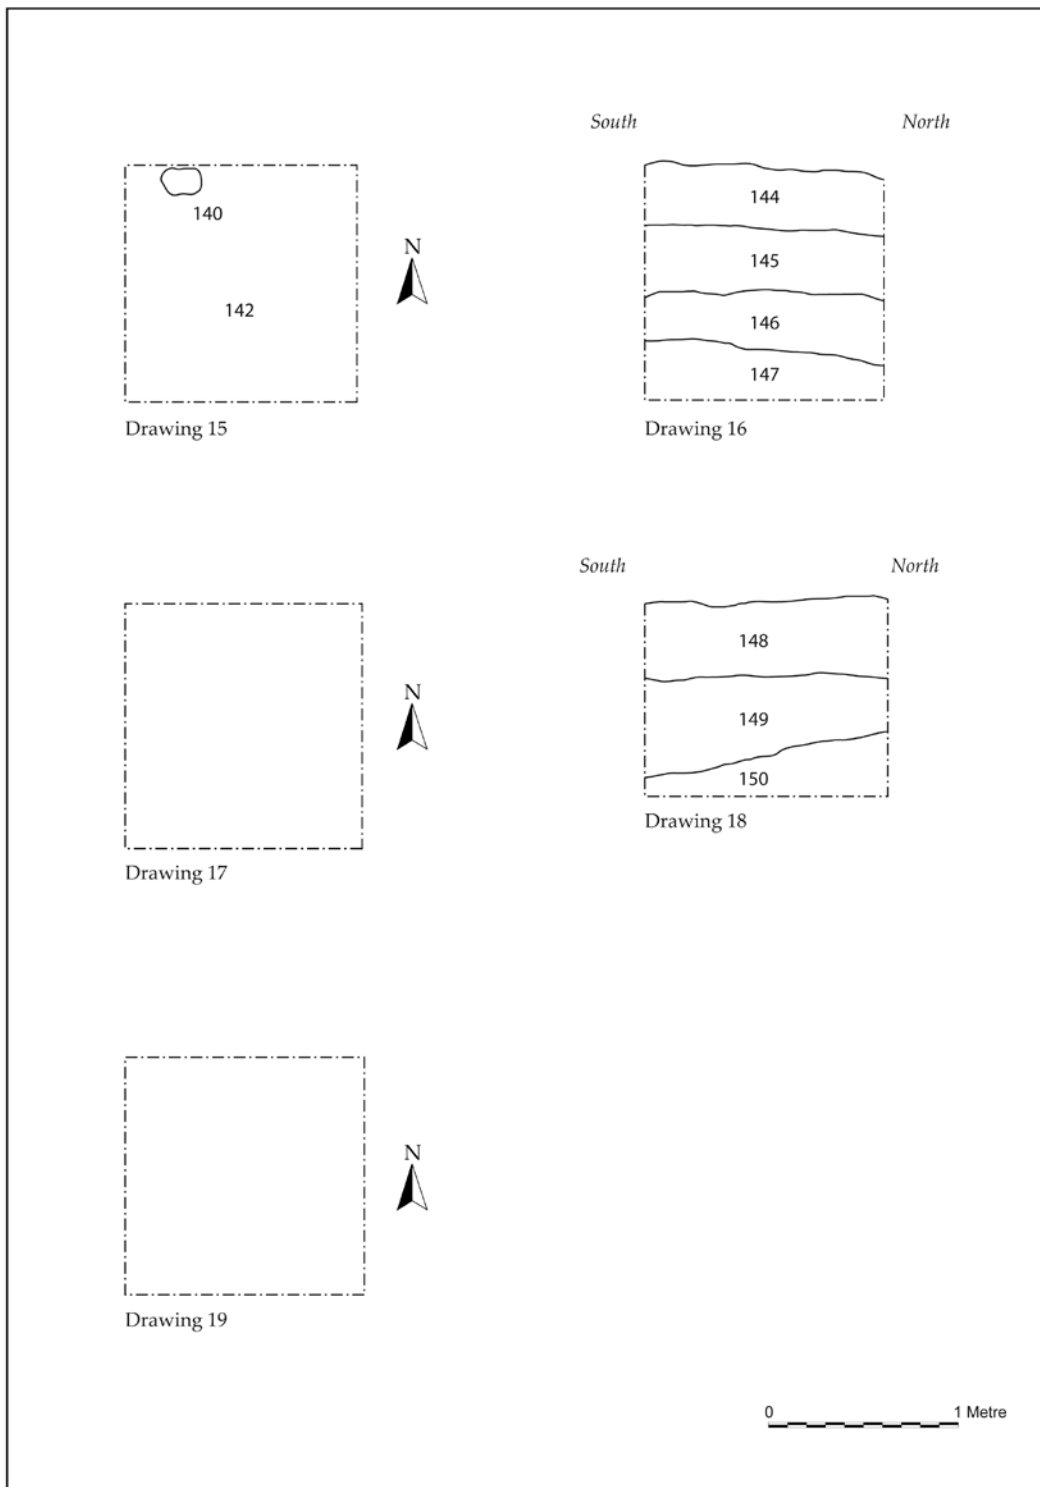 South North
140
142
N
Drawing 15
144
145
146
147
Drawing 16
South North
N
Drawing 17
148
149
150
Drawing 18
N
Drawing 19
0 1 Metre